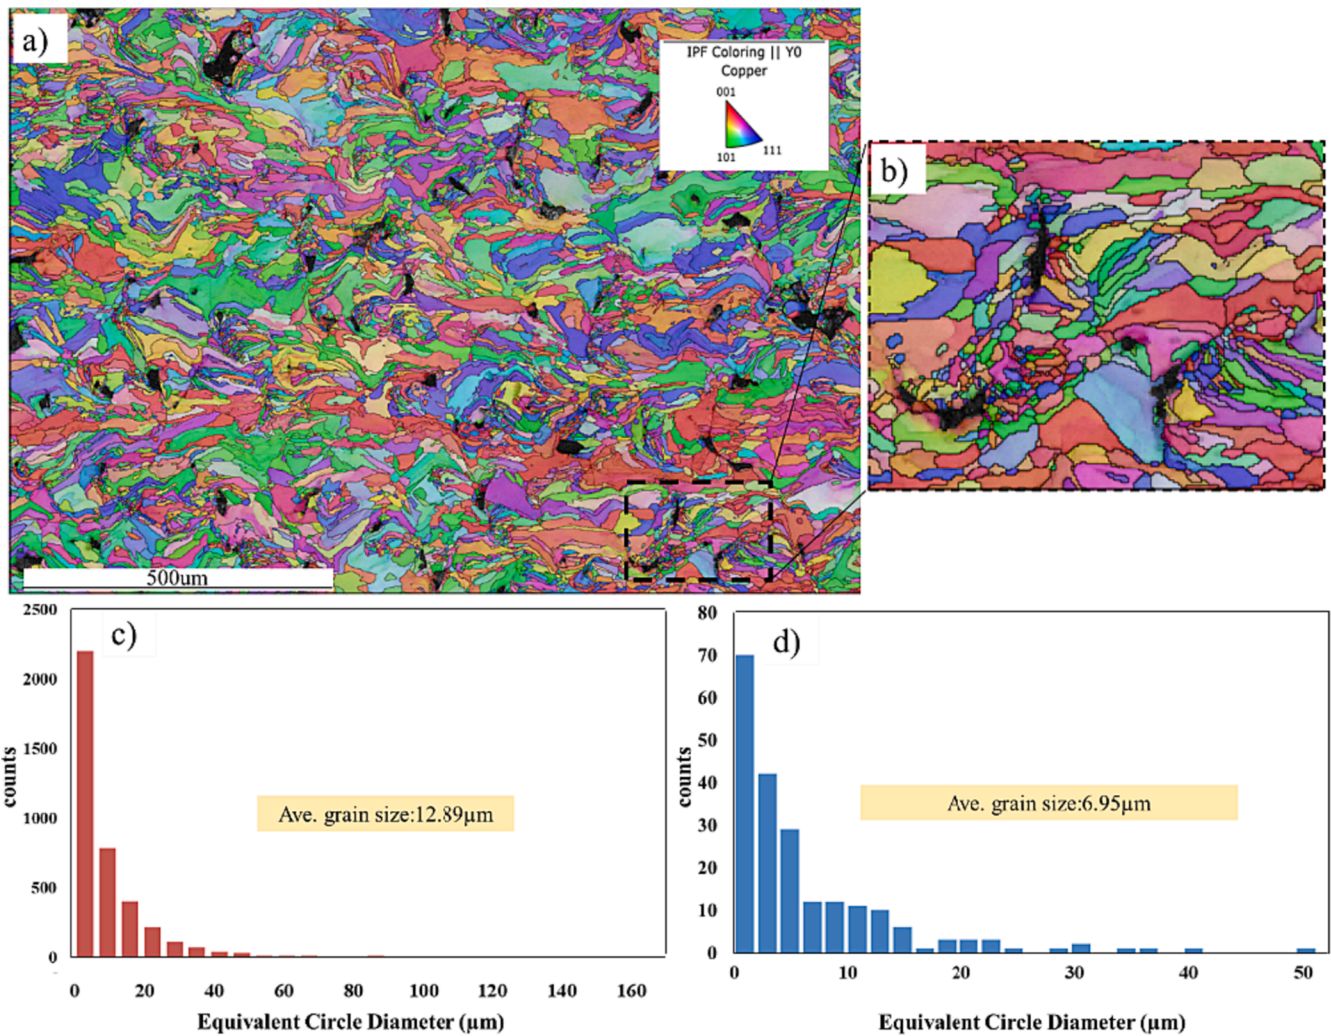 a)
IPF Coloring || Y0
Copper
001
101
111
b)
500um
c)
2500
2000
1500
1000
500
0
counts
Ave. grain size:12.89µm
0 20 40 60 80 100 120 140 160
Equivalent Circle Diameter (µm)
d)
80
70
60
50
40
30
20
10
0
counts
Ave. grain size:6.95µm
0 10 20 30 40 50
Equivalent Circle Diameter (µm)